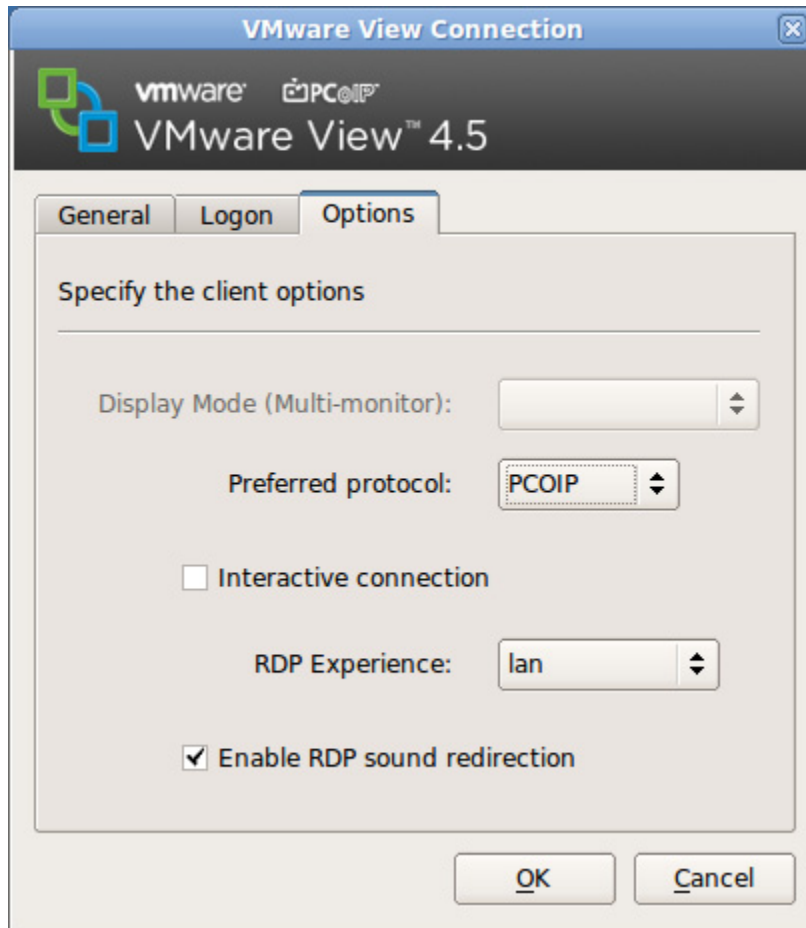 VMware View Connection
vmware PCoIP
VMware View™ 4.5
General Logon Options
Specify the client options
Display Mode (Multi-monitor):
Preferred protocol: PCOIP
Interactive connection
RDP Experience: lan
Enable RDP sound redirection
OK Cancel